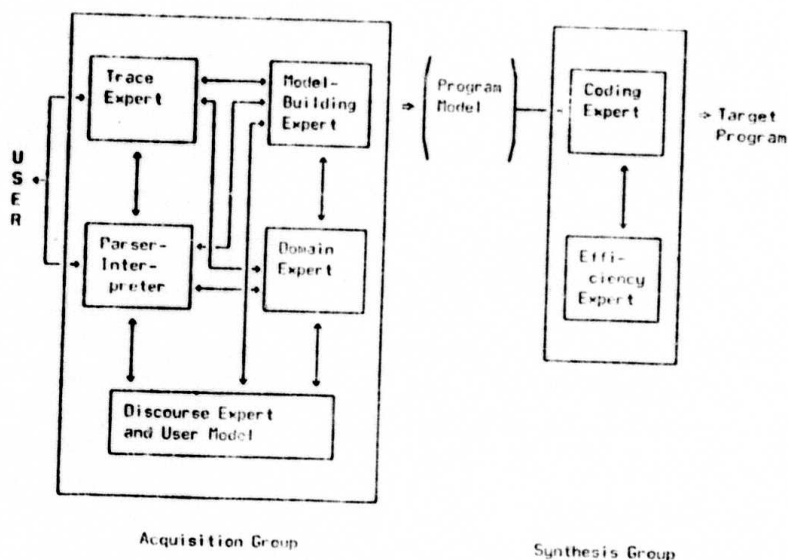 USER
Trace
Expert
Model-
Building
Expert
Parser-
Inter-
preter
Domain
Expert
Discourse Expert
and User Model
Acquisition Group
Program
Model
Coding
Expert
Effi-
ciency
Expert
Synthesis Group
Target
Program